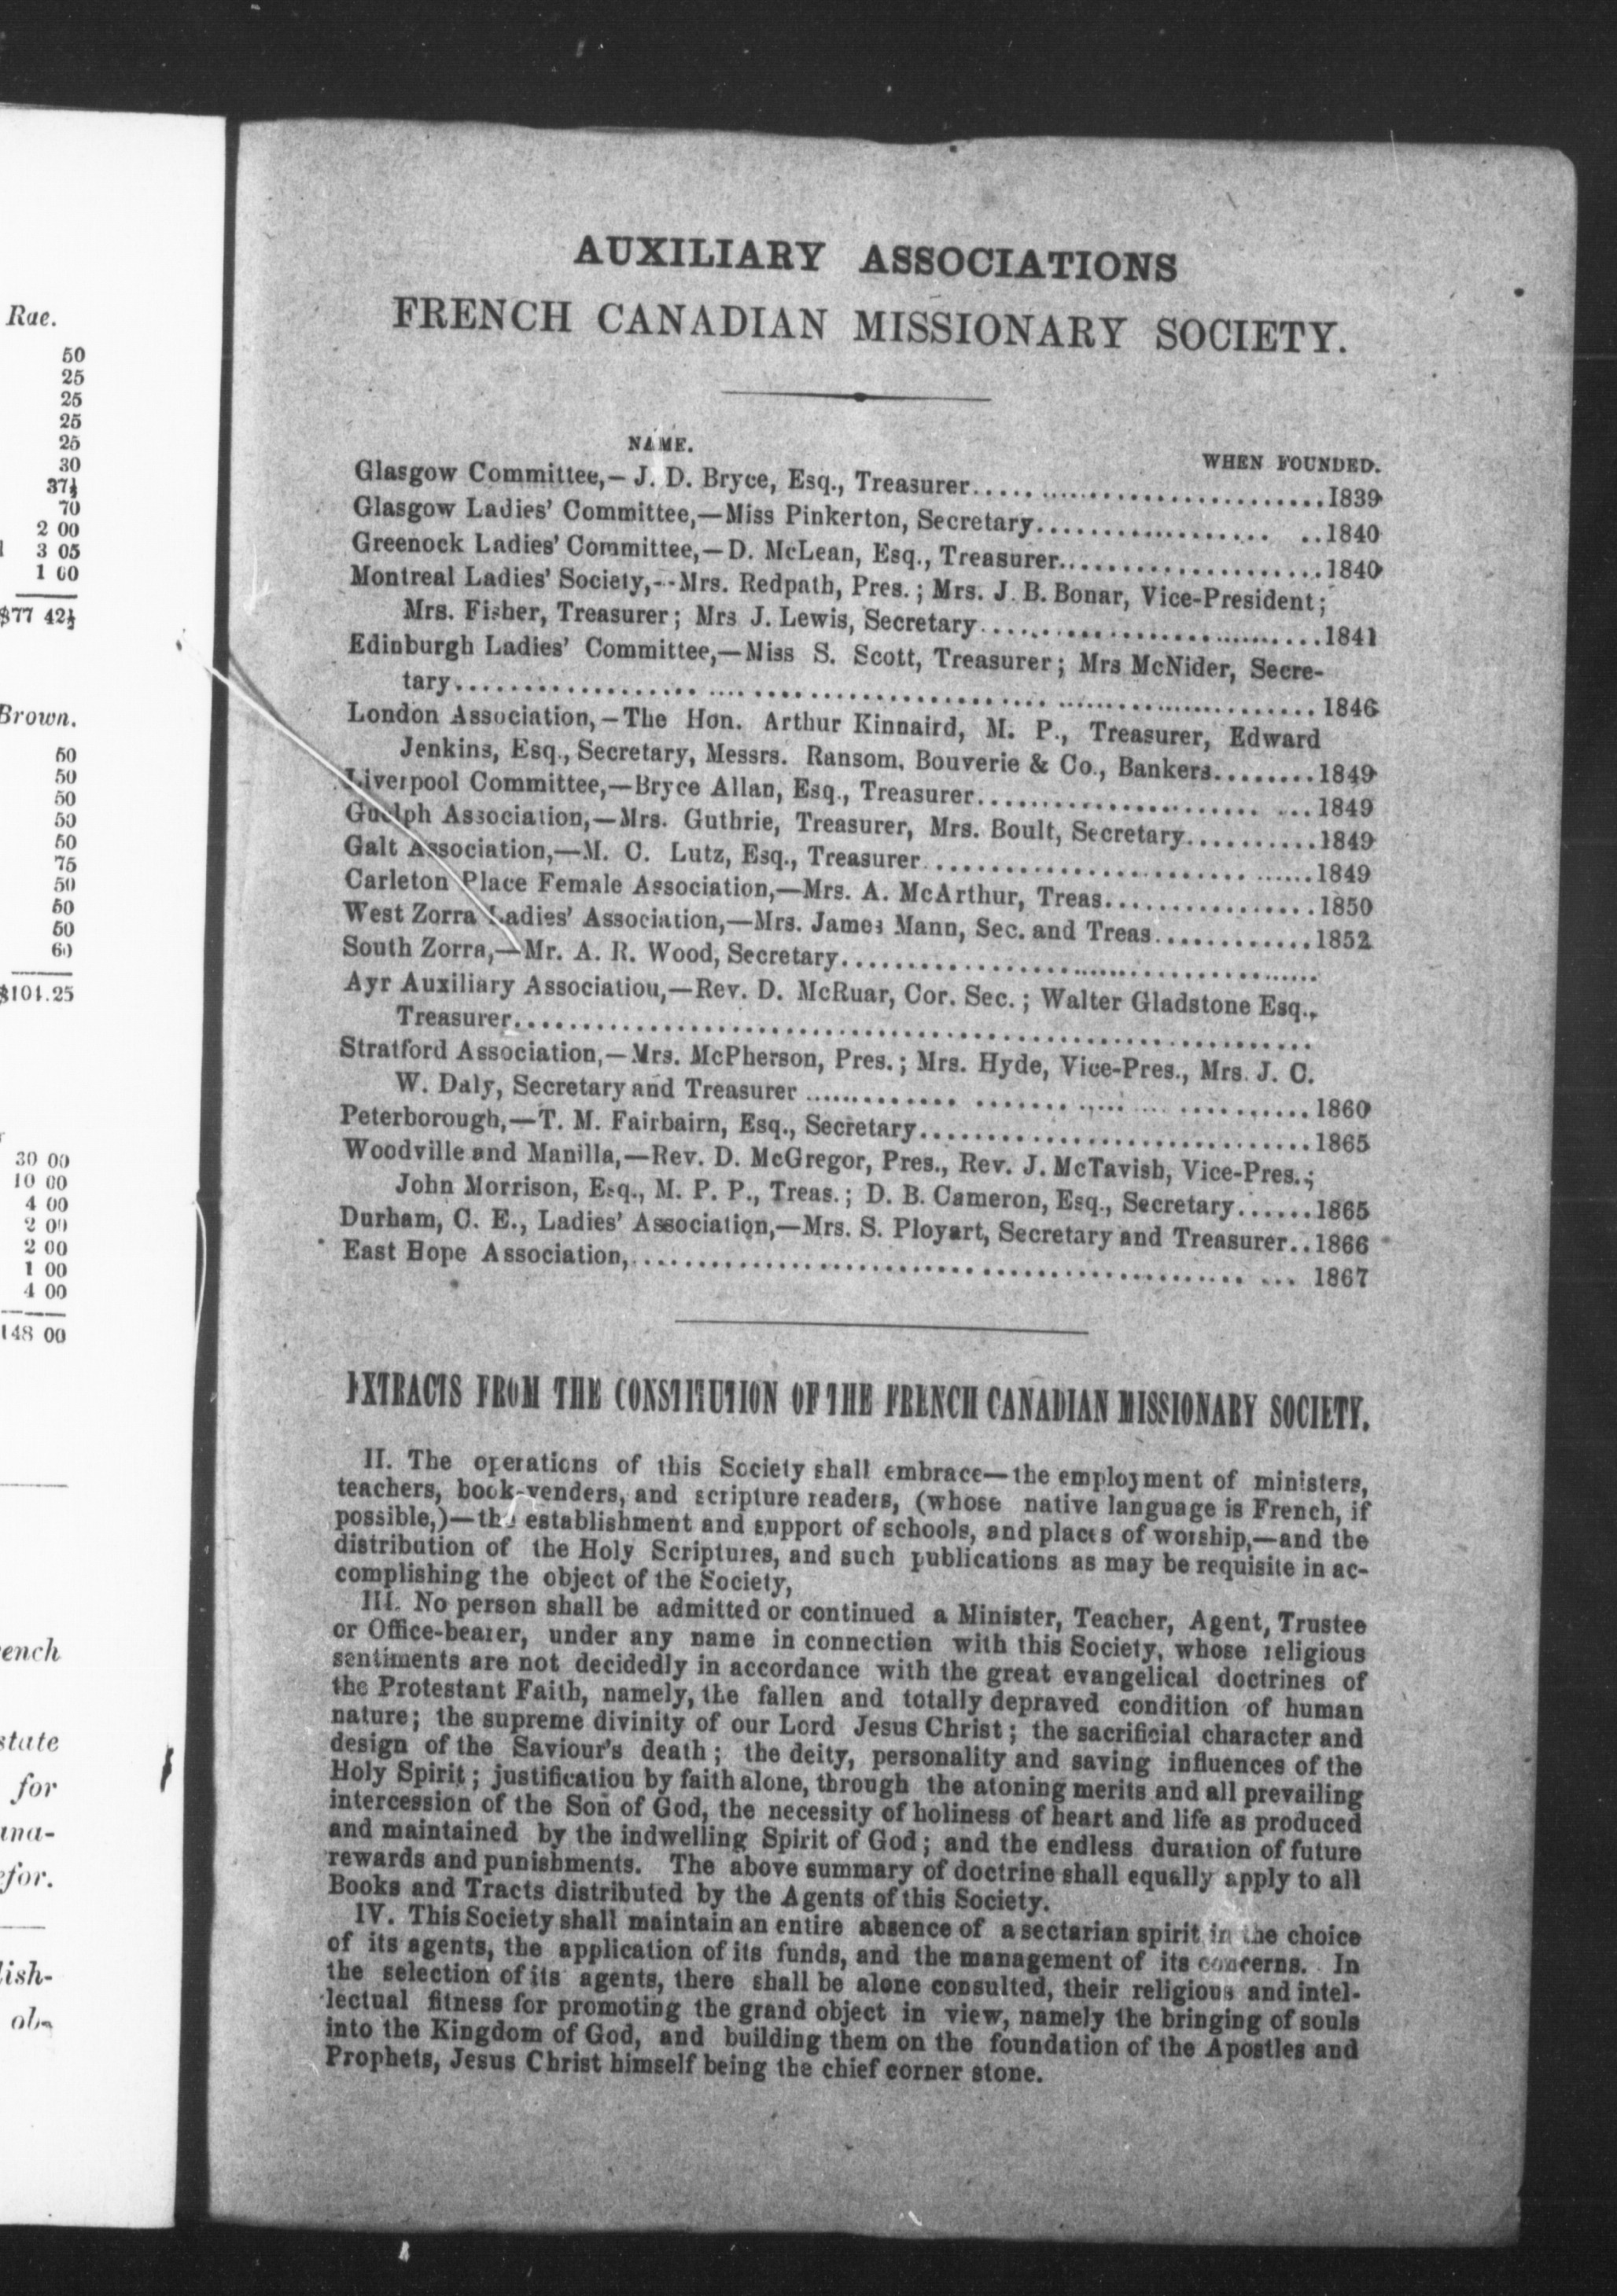 Rae.
50
25
25
25
25
30
37½
70
2 00
3 05
1 00
$77 42½
Brown.
50
50
50
50
50
75
50
50
50
60
$101.25
30 00
10 00
4 00
2 00
2 00
1 00
4 00
148 00
ench
state
for
ana-
efor.
lish-
ob-
AUXILIARY ASSOCIATIONS
FRENCH CANADIAN MISSIONARY SOCIETY.
NAME. WHEN FOUNDED.
Glasgow Committee,—J. D. Bryce, Esq., Treasurer................................1839
Glasgow Ladies' Committee,—Miss Pinkerton, Secretary.................... ..1840
Greenock Ladies' Committee,—D. McLean, Esq., Treasurer......................1840
Montreal Ladies' Society,--Mrs. Redpath, Pres.; Mrs. J. B. Bonar, Vice-President;
Mrs. Fisher, Treasurer; Mrs J. Lewis, Secretary..............................1841
Edinburgh Ladies' Committee,—Miss S. Scott, Treasurer; Mrs McNider, Secre-
tary..............................................................................1846
London Association,—The Hon. Arthur Kinnaird, M. P., Treasurer, Edward
Jenkins, Esq., Secretary, Messrs. Ransom, Bouverie & Co., Bankers........1849
Liverpool Committee,—Bryce Allan, Esq., Treasurer......................... ...1849
Guelph Association,—Mrs. Guthrie, Treasurer, Mrs. Boult, Secretary..........1849
Galt Association,—M. C. Lutz, Esq., Treasurer.............................. ......1849
Carleton Place Female Association,—Mrs. A. McArthur, Treas................1850
West Zorra Ladies' Association,—Mrs. James Mann, Sec. and Treas............1852
South Zorra,—Mr. A. R. Wood, Secretary............................................
Ayr Auxiliary Associatiou,—Rev. D. McRuar, Cor. Sec.; Walter Gladstone Esq.,
Treasurer........................................................................
Stratford Association,—Mrs. McPherson, Pres.; Mrs. Hyde, Vice-Pres., Mrs. J. C.
W. Daly, Secretary and Treasurer .............. ........ ..... .... ..........1860
Peterborough,—T. M. Fairbairn, Esq., Secretary..................................1865
Woodville and Manilla,—Rev. D. McGregor, Pres., Rev. J. McTavish, Vice-Pres.;
John Morrison, Esq., M. P. P., Treas.; D. B. Cameron, Esq., Secretary......1865
Durham, C. E., Ladies' Association,—Mrs. S. Ployart, Secretary and Treasurer..1866
East Hope Association,....................................................... ... 1867
EXTRACTS FROM THE CONSTITUTION OF THE FRENCH CANADIAN MISSIONARY SOCIETY.
II. The operations of this Society shall embrace—the employment of ministers,
teachers, book-venders, and scripture readers, (whose native language is French, if
possible,)—the establishment and support of schools, and places of worship,—and the
distribution of the Holy Scriptures, and such publications as may be requisite in ac-
complishing the object of the Society,
III. No person shall be admitted or continued a Minister, Teacher, Agent, Trustee
or Office-bearer, under any name in connection with this Society, whose religious
sentiments are not decidedly in accordance with the great evangelical doctrines of
the Protestant Faith, namely, the fallen and totally depraved condition of human
nature; the supreme divinity of our Lord Jesus Christ; the sacrificial character and
design of the Saviour's death; the deity, personality and saving influences of the
Holy Spirit; justification by faith alone, through the atoning merits and all prevailing
intercession of the Son of God, the necessity of holiness of heart and life as produced
and maintained by the indwelling Spirit of God; and the endless duration of future
rewards and punishments. The above summary of doctrine shall equally apply to all
Books and Tracts distributed by the Agents of this Society.
IV. This Society shall maintain an entire absence of a sectarian spirit in the choice
of its agents, the application of its funds, and the management of its concerns. In
the selection of its agents, there shall be alone consulted, their religious and intel-
lectual fitness for promoting the grand object in view, namely the bringing of souls
into the Kingdom of God, and building them on the foundation of the Apostles and
Prophets, Jesus Christ himself being the chief corner stone.